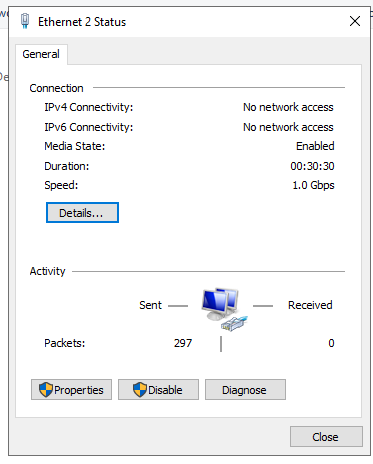 Ethernet 2 Status
General
Connection
IPv4 Connectivity: No network access
IPv6 Connectivity: No network access
Media State: Enabled
Duration: 00:30:30
Speed: 1.0 Gbps
Details...
Activity
Sent Received
Packets: 297 0
Properties Disable Diagnose
Close